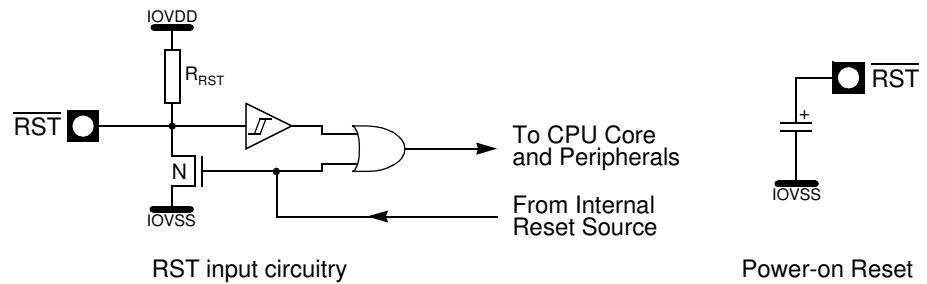 IOVDD
R_RST
RST
RST
+
N
To CPU Core
and Peripherals
IOVSS
From Internal
Reset Source
IOVSS
RST input circuitry
Power-on Reset